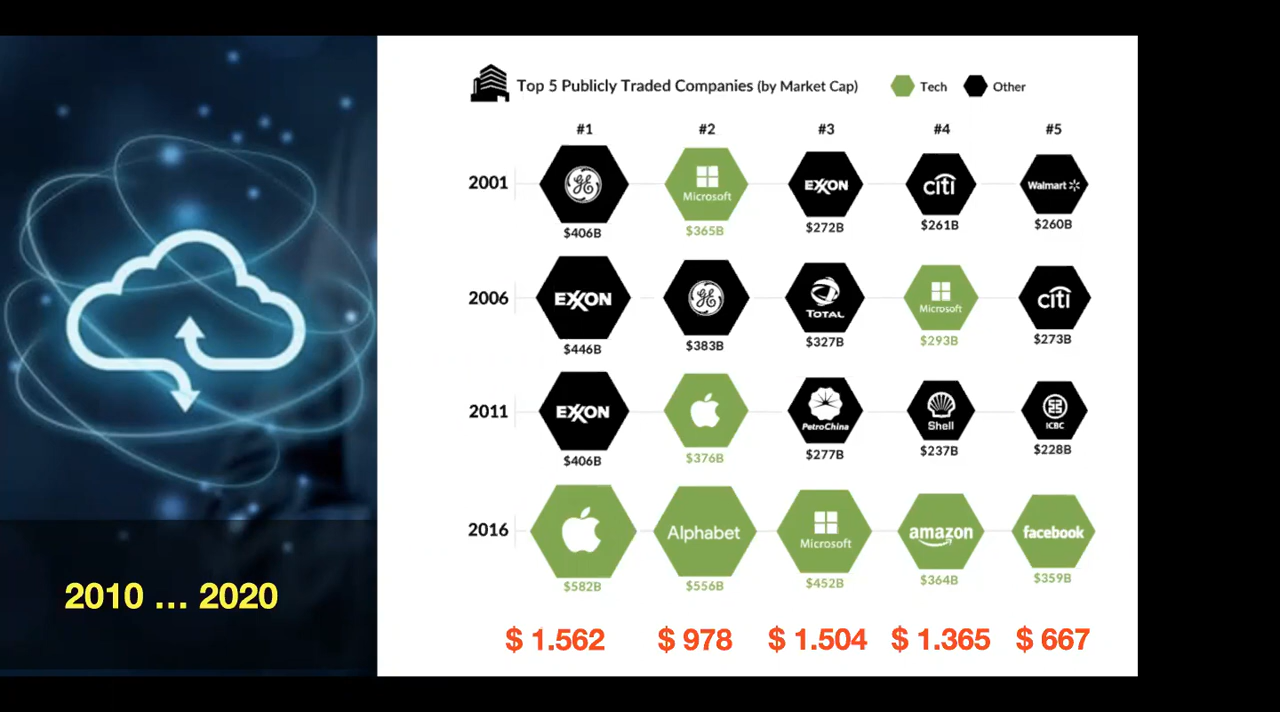 Top 5 Publicly Traded Companies (by Market Cap) Tech Other
#1 #2 #3 #4 #5
2001 GE Microsoft EXXON citi Walmart
$406B $365B $272B $261B $260B
2006 EXXON GE TOTAL Microsoft citi
$446B $383B $327B $293B $273B
2011 EXXON PetroChina Shell ICBC
$406B $376B $277B $237B $228B
2016 Alphabet Microsoft amazon facebook
$582B $556B $452B $364B $359B
2010 ... 2020
$ 1.562 $ 978 $ 1.504 $ 1.365 $ 667